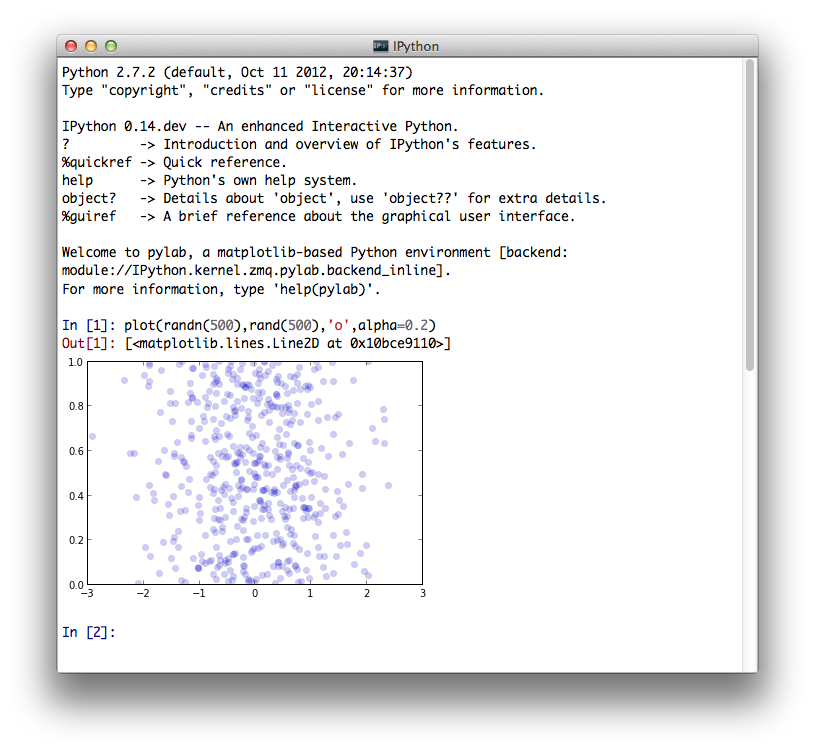 IPython
Python 2.7.2 (default, Oct 11 2012, 20:14:37)
Type "copyright", "credits" or "license" for more information.
IPython 0.14.dev -- An enhanced Interactive Python.
?         -> Introduction and overview of IPython's features.
%quickref -> Quick reference.
help      -> Python's own help system.
object?   -> Details about 'object', use 'object??' for extra details.
%guiref   -> A brief reference about the graphical user interface.
Welcome to pylab, a matplotlib-based Python environment [backend:
module://IPython.kernel.zmq.pylab.backend_inline].
For more information, type 'help(pylab)'.
In [1]: plot(randn(500),rand(500),'o',alpha=0.2)
Out[1]: [<matplotlib.lines.Line2D at 0x10bce9110>]
1.0
0.8
0.6
0.4
0.2
0.0
−3 −2 −1 0 1 2 3
In [2]: